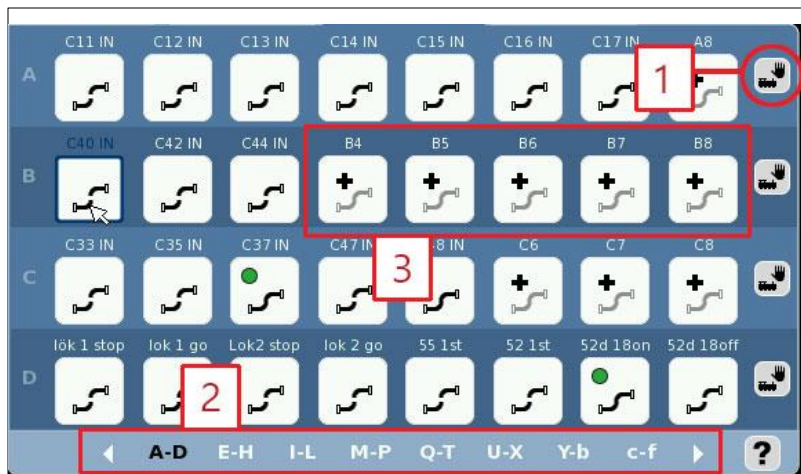 C11 IN C12 IN C13 IN C14 IN C15 IN C16 IN C17 IN A8
A 1
C40 IN C42 IN C44 IN B4 B5 B6 B7 B8
B
C33 IN C35 IN C37 IN C47 IN 8 IN C6 C7 C8
C 3
lök 1 stop lok 1 go Lok2 stop lok 2 go 55 1st 52 1st 52d 18on 52d 18off
D 2
A-D E-H I-L M-P Q-T U-X Y-b c-f ?